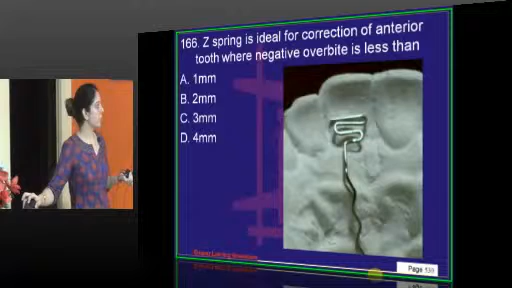 166. Z spring is ideal for correction of anterior
tooth where negative overbite is less than
A. 1mm
B. 2mm
C. 3mm
D. 4mm
Page 139